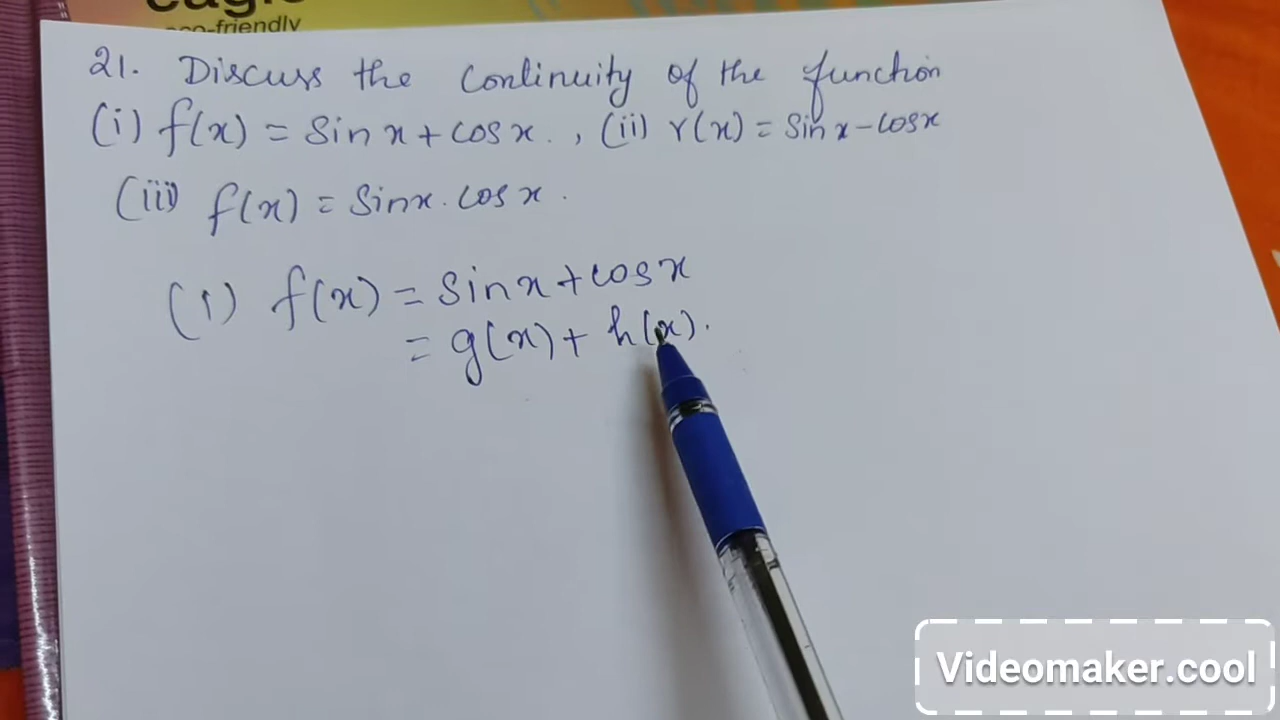 eco-friendly
21. Discuss the Continuity of the function
(i) f(x) = Sin x + cos x . , (ii) r(x) = Sin x - cos x
(iii) f(x) = Sin x . cos x .
(1) f(x) = Sin x + cos x
= g(x) + h(x).
Videomaker.cool